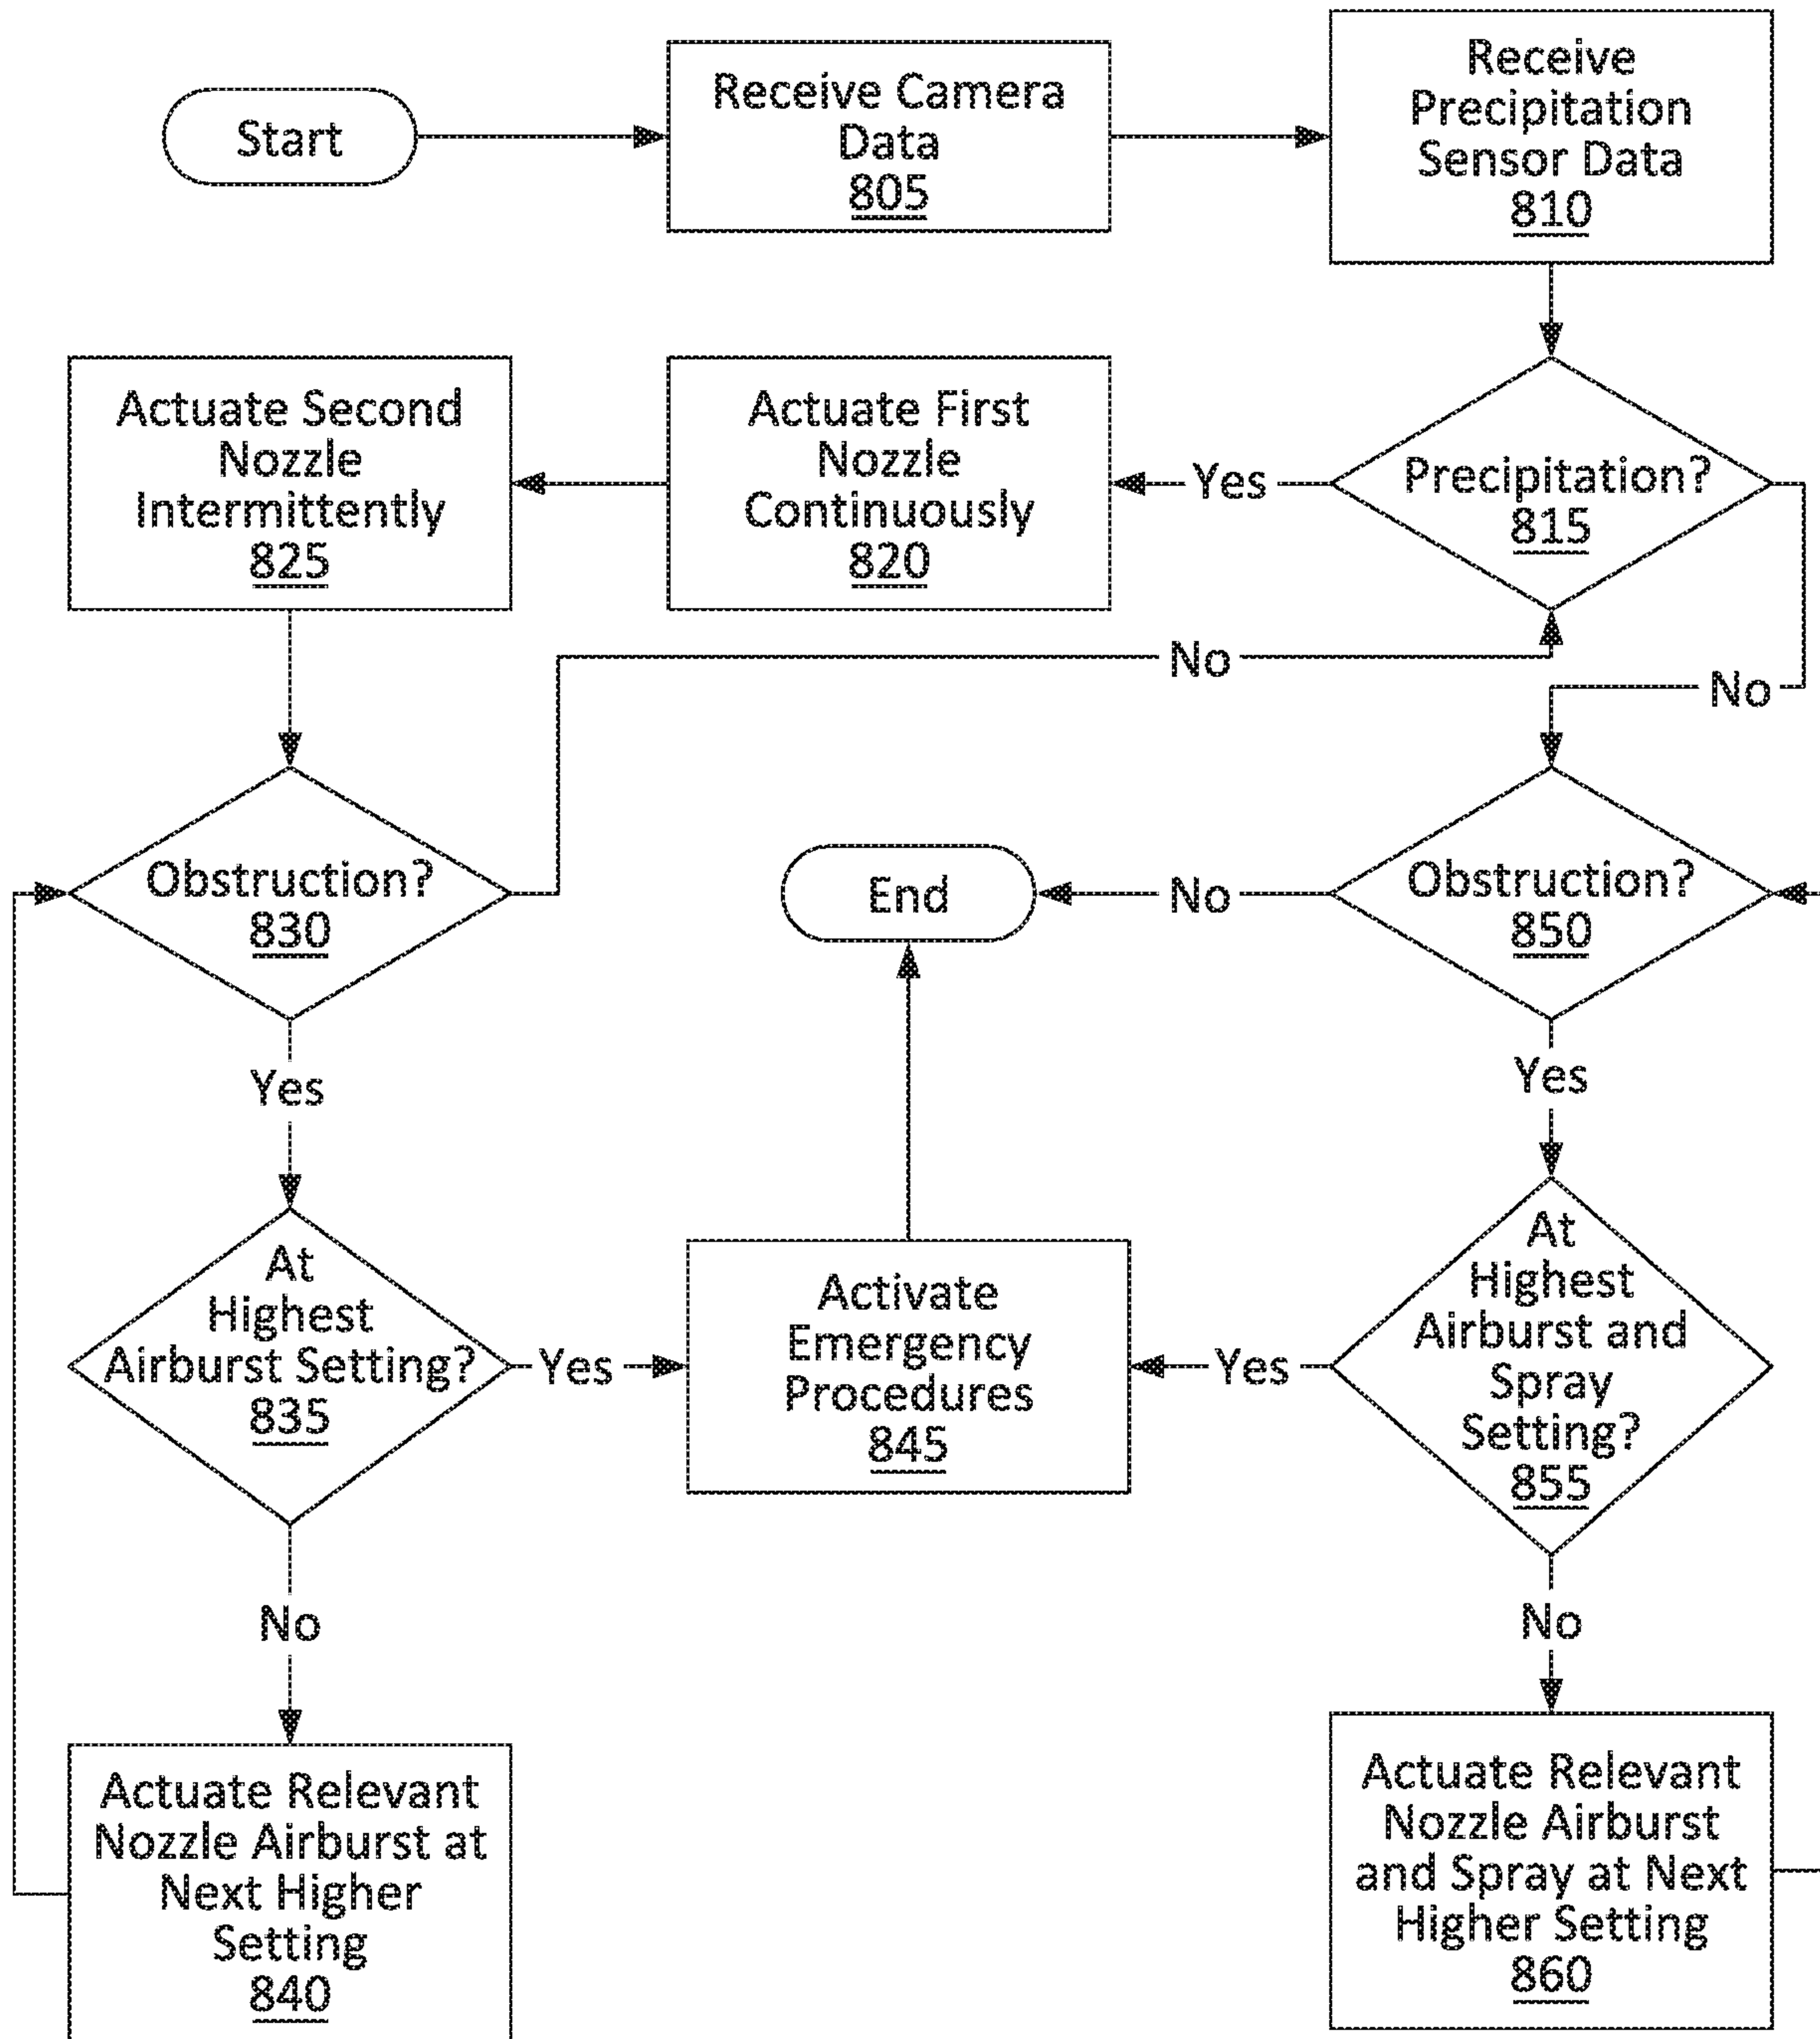 Start
Receive Camera
Data
805
Receive
Precipitation
Sensor Data
810
Precipitation?
815
Yes
No
Actuate First
Nozzle
Continuously
820
Actuate Second
Nozzle
Intermittently
825
Obstruction?
830
No
Yes
At
Highest
Airburst Setting?
835
Yes
No
Actuate Relevant
Nozzle Airburst at
Next Higher
Setting
840
Activate
Emergency
Procedures
845
End
Obstruction?
850
No
Yes
At
Highest
Airburst and
Spray
Setting?
855
Yes
No
Actuate Relevant
Nozzle Airburst
and Spray at Next
Higher Setting
860